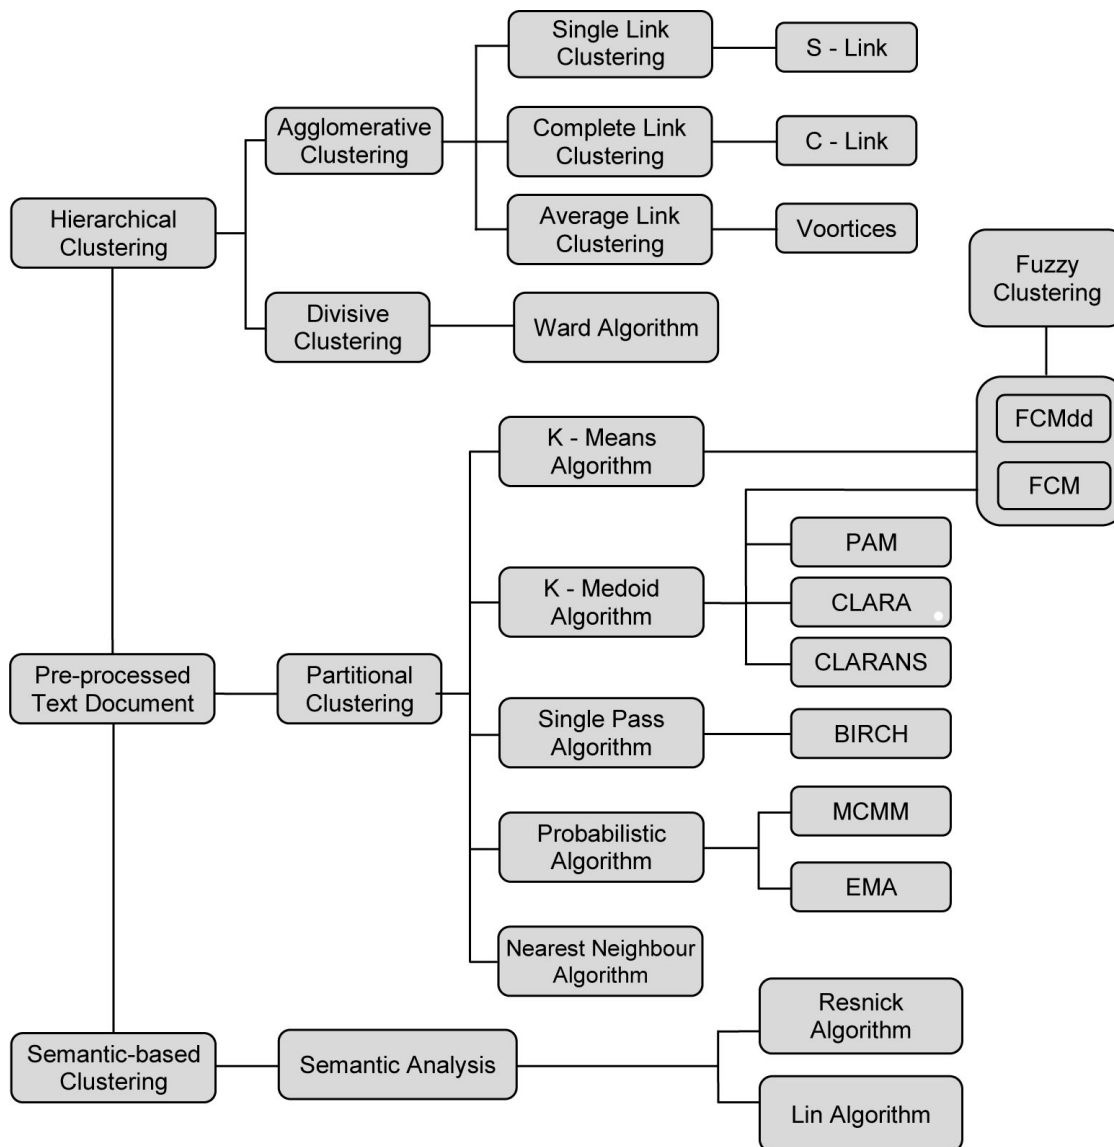 Single Link
Clustering
S - Link
Agglomerative
Clustering
Complete Link
Clustering
C - Link
Hierarchical
Clustering
Average Link
Clustering
Voortices
Fuzzy
Clustering
Divisive
Clustering
Ward Algorithm
FCMdd
FCM
K - Means
Algorithm
PAM
K - Medoid
Algorithm
CLARA
CLARANS
Pre-processed
Text Document
Partitional
Clustering
Single Pass
Algorithm
BIRCH
Probabilistic
Algorithm
MCMM
EMA
Nearest Neighbour
Algorithm
Semantic-based
Clustering
Semantic Analysis
Resnick
Algorithm
Lin Algorithm